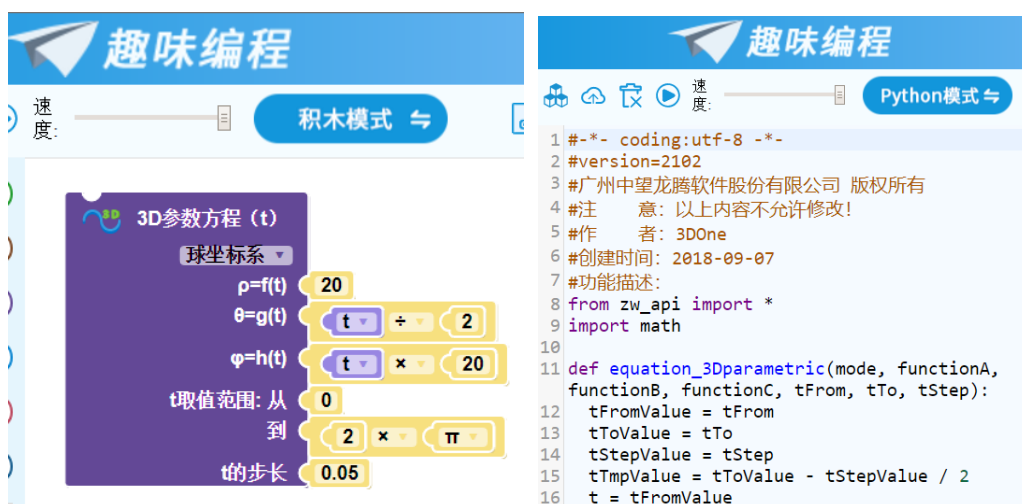 趣味编程
速度:
积木模式
3D
3D参数方程（t）
球坐标系
ρ=f(t) 20
θ=g(t) t ÷ 2
φ=h(t) t × 20
t取值范围: 从 0
到 2 × π
t的步长 0.05
趣味编程
速度:
Python模式
1 #-*- coding:utf-8 -*-
2 #version=2102
3 #广州中望龙腾软件股份有限公司 版权所有
4 #注　　意：以上内容不允许修改!
5 #作　　者：3DOne
6 #创建时间：2018-09-07
7 #功能描述：
8 from zw_api import *
9 import math
10
11 def equation_3Dparametric(mode, functionA,
functionB, functionC, tFrom, tTo, tStep):
12 tFromValue = tFrom
13 tToValue = tTo
14 tStepValue = tStep
15 tTmpValue = tToValue - tStepValue / 2
16 t = tFromValue